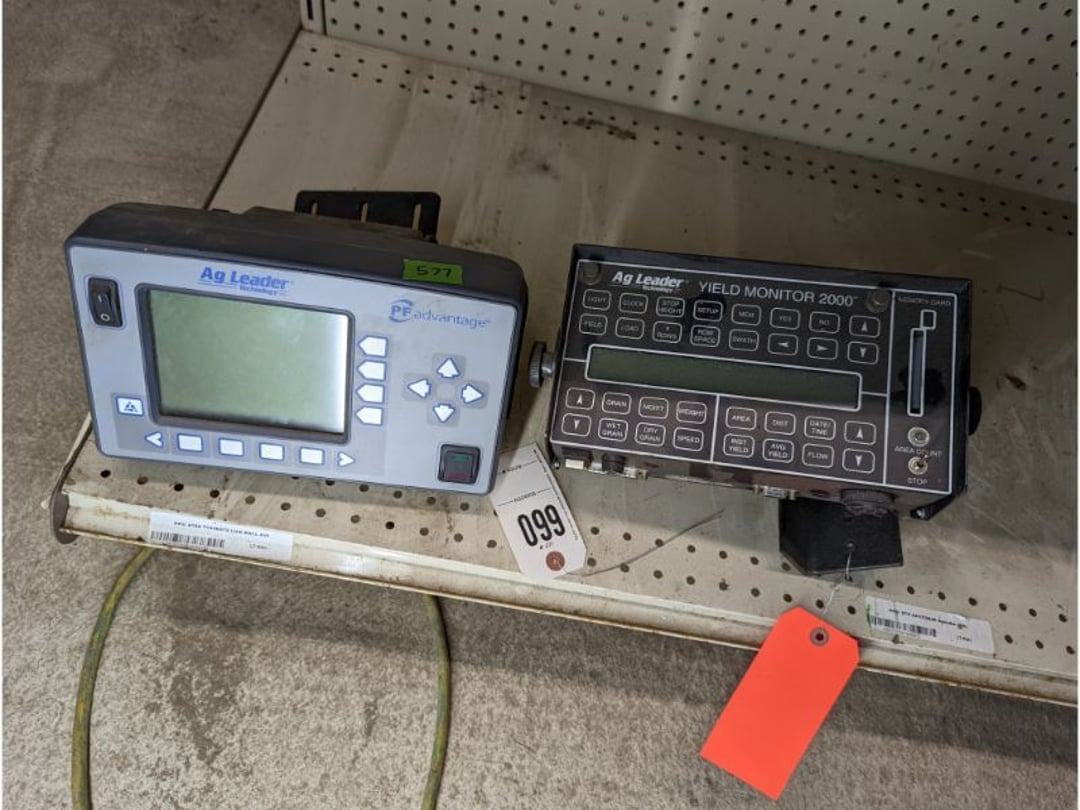 577
Ag Leader
Technology
PFadvantage
Ag Leader
Technology
YIELD MONITOR 2000
MEMORY CARD
LIGHT CLOCK STOP HEIGHT SETUP MEM YES NO
FIELD LOAD # ROWS ROW SPACE SWATH
GRAIN MOIST WEIGHT AREA DIST DATE/TIME
WET GRAIN DRY GRAIN SPEED INST YIELD AVG YIELD FLOW
AREA COUNT
STOP
099